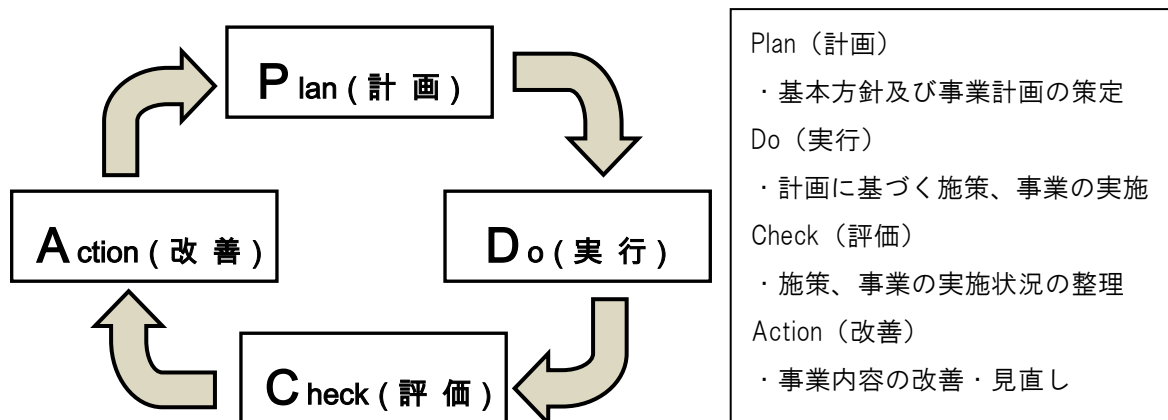 Plan (計 画)
Action (改 善)
Do (実 行)
Check (評 価)
Plan（計画）
・基本方針及び事業計画の策定
Do（実行）
・計画に基づく施策、事業の実施
Check（評価）
・施策、事業の実施状況の整理
Action（改善）
・事業内容の改善・見直し